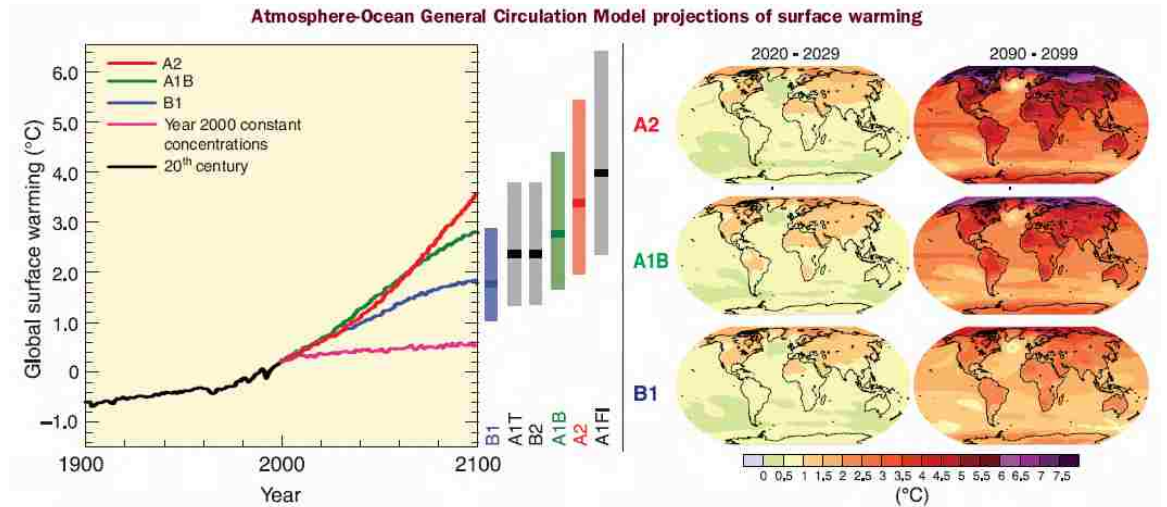 Atmosphere-Ocean General Circulation Model projections of surface warming
Global surface warming (°C)
6.0
5.0
4.0
3.0
2.0
1.0
0
–1.0
A2
A1B
B1
Year 2000 constant
concentrations
20th century
1900
2000
2100
Year
B1
A1T
B2
A1B
A2
A1FI
2020 - 2029
2090 - 2099
A2
A1B
B1
0 0,5 1 1,5 2 2,5 3 3,5 4 4,5 5 5,5 6 6,5 7 7,5
(°C)